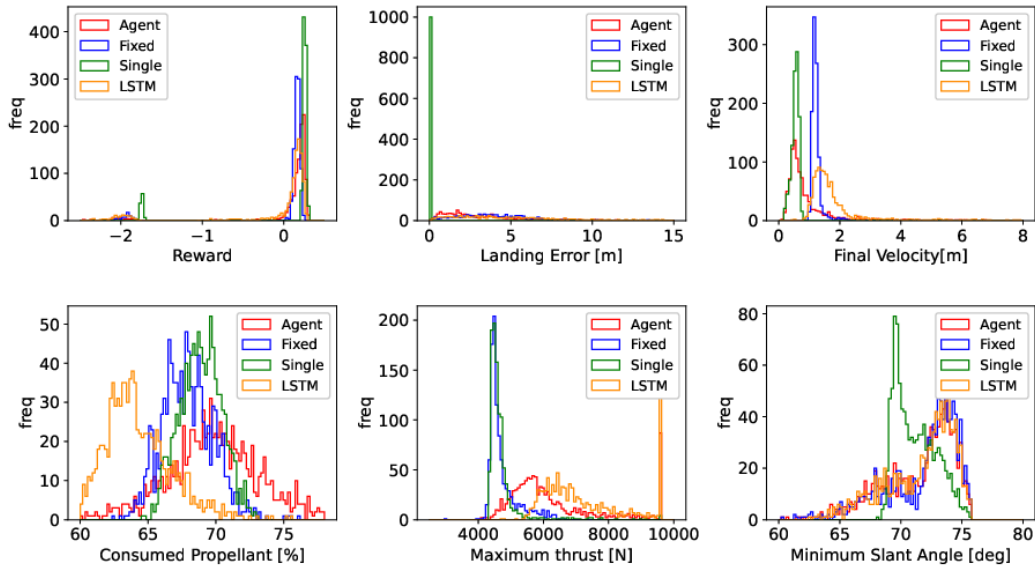 400
300
200
100
0
freq
Agent
Fixed
Single
LSTM
−2
−1
0
Reward
1000
800
600
400
200
0
freq
Agent
Fixed
Single
LSTM
0
5
10
15
Landing Error [m]
300
200
100
0
freq
Agent
Fixed
Single
LSTM
0
2
4
6
8
Final Velocity[m]
50
40
30
20
10
0
freq
Agent
Fixed
Single
LSTM
60
65
70
75
Consumed Propellant [%]
200
150
100
50
0
freq
Agent
Fixed
Single
LSTM
4000
6000
8000
10000
Maximum thrust [N]
80
60
40
20
0
freq
Agent
Fixed
Single
LSTM
60
65
70
75
80
Minimum Slant Angle [deg]